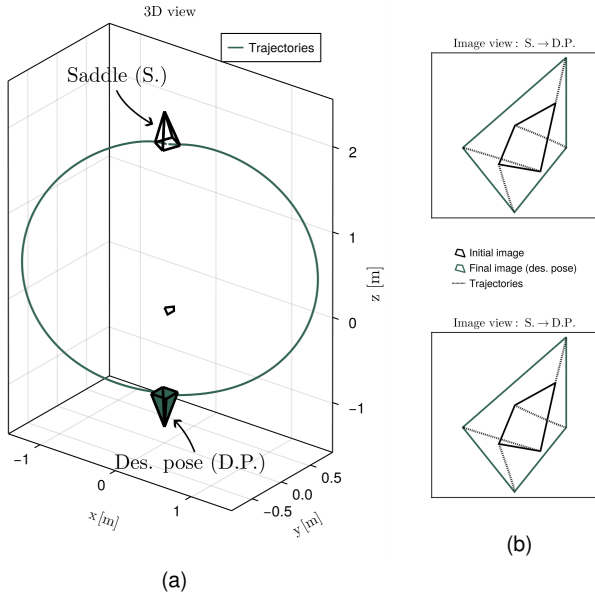 3D view
Trajectories
Saddle (S.)
2
1
0
−1
z [m]
Des. pose (D.P.)
−1
0
1
x [m]
−0.5
0.0
0.5
y [m]
(a)
Image view : S. → D.P.
Initial image
Final image (des. pose)
Trajectories
Image view : S. → D.P.
(b)